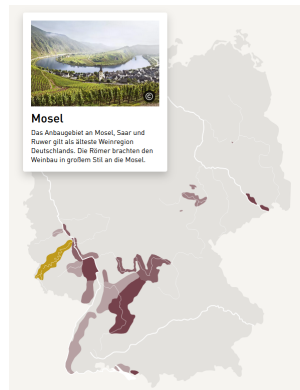 ©
Mosel
Das Anbaugebiet an Mosel, Saar und
Ruwer gilt als älteste Weinregion
Deutschlands. Die Römer brachten den
Weinbau in großem Stil an die Mosel.